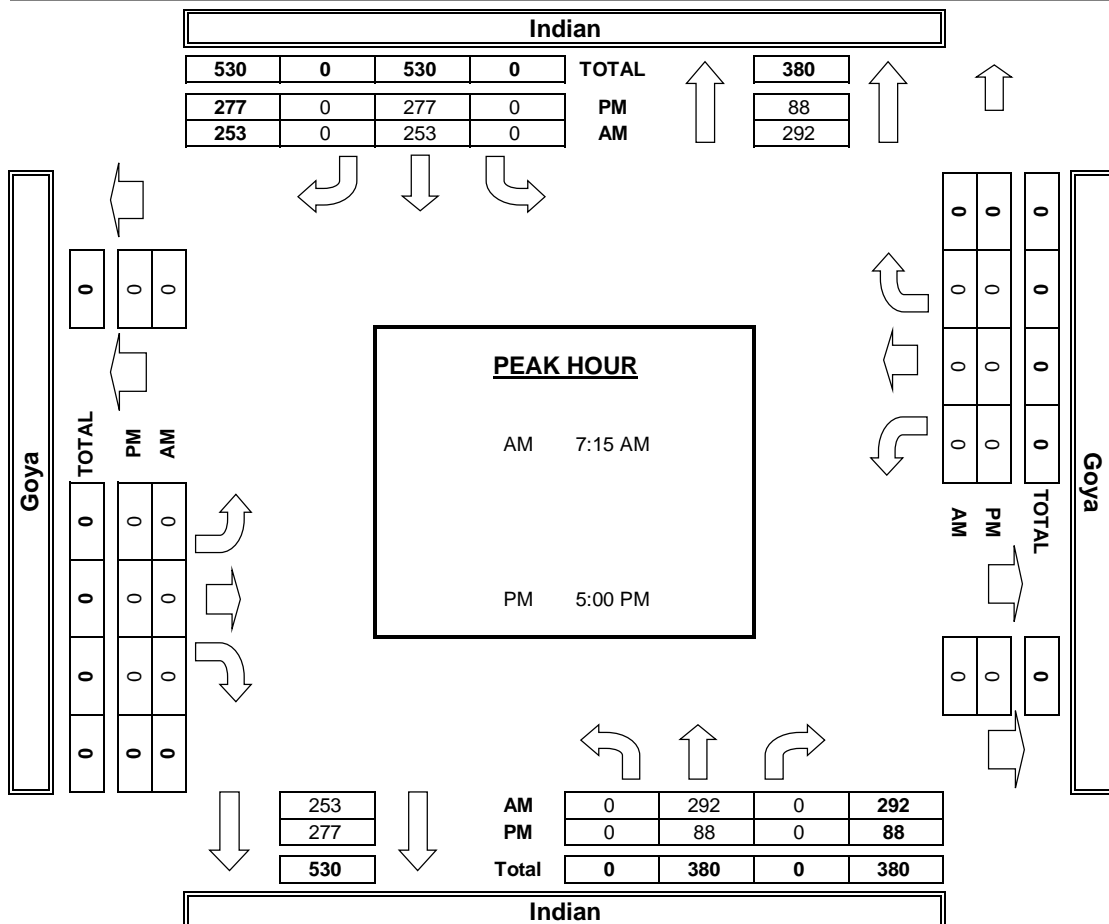 Indian
530 0 530 0 TOTAL 380
277 0 277 0 PM 88
253 0 253 0 AM 292
Goya
0 0 0
TOTAL PM AM
0 0 0
0 0 0
0 0 0
0 0 0
PEAK HOUR
AM 7:15 AM
PM 5:00 PM
0 0 0
0 0 0
0 0 0
0 0 0
AM PM TOTAL
0 0 0
Goya
253 AM 0 292 0 292
277 PM 0 88 0 88
530 Total 0 380 0 380
Indian